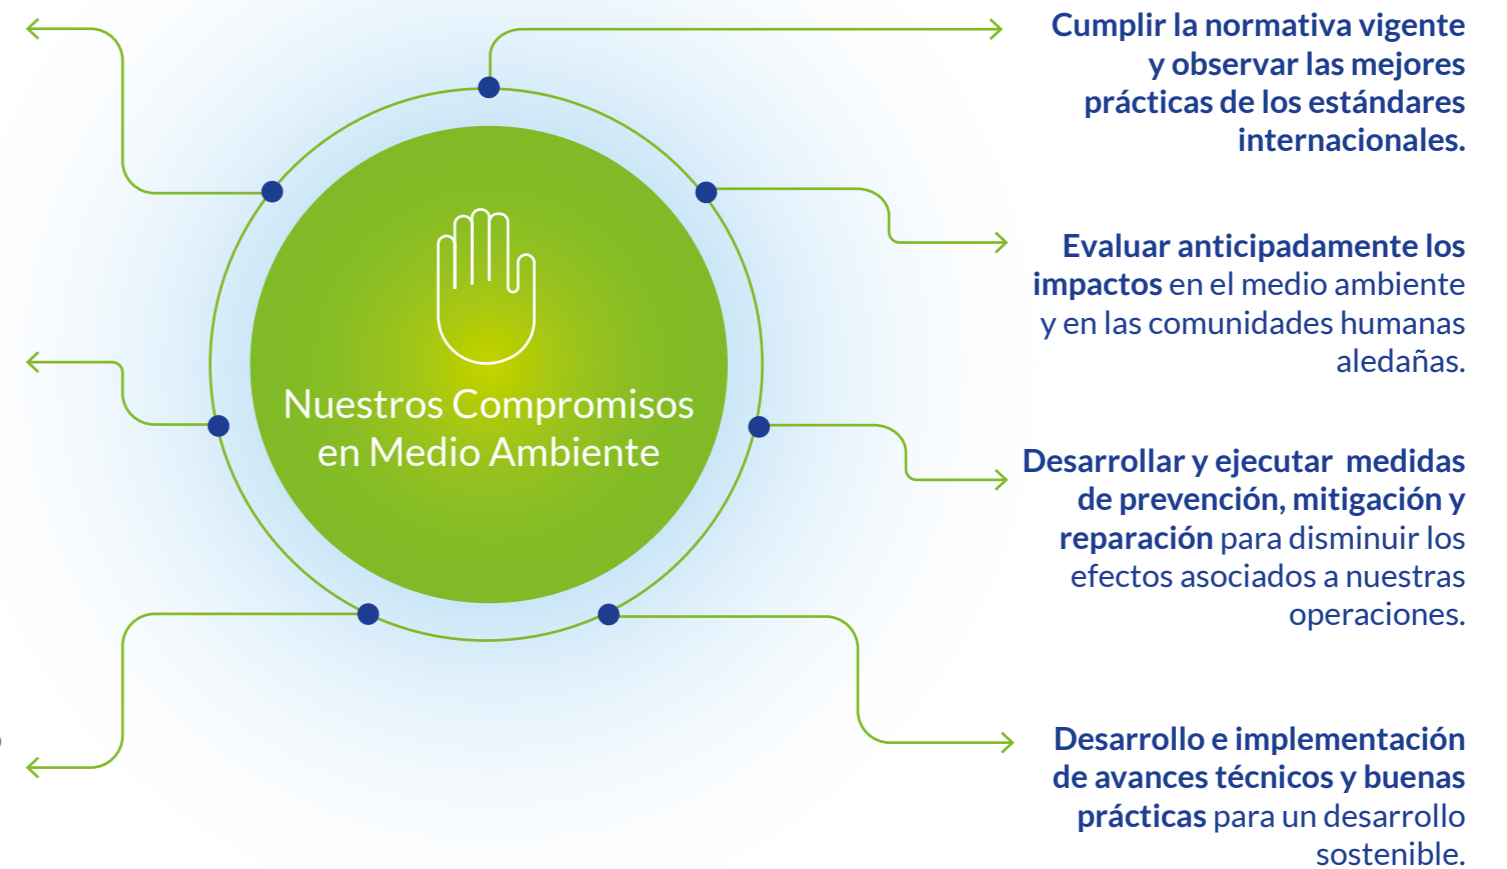 Nuestros Compromisos
en Medio Ambiente
Cumplir la normativa vigente
y observar las mejores
prácticas de los estándares
internacionales.
Evaluar anticipadamente los
impactos en el medio ambiente
y en las comunidades humanas
aledañas.
Desarrollar y ejecutar medidas
de prevención, mitigación y
reparación para disminuir los
efectos asociados a nuestras
operaciones.
Desarrollo e implementación
de avances técnicos y buenas
prácticas para un desarrollo
sostenible.